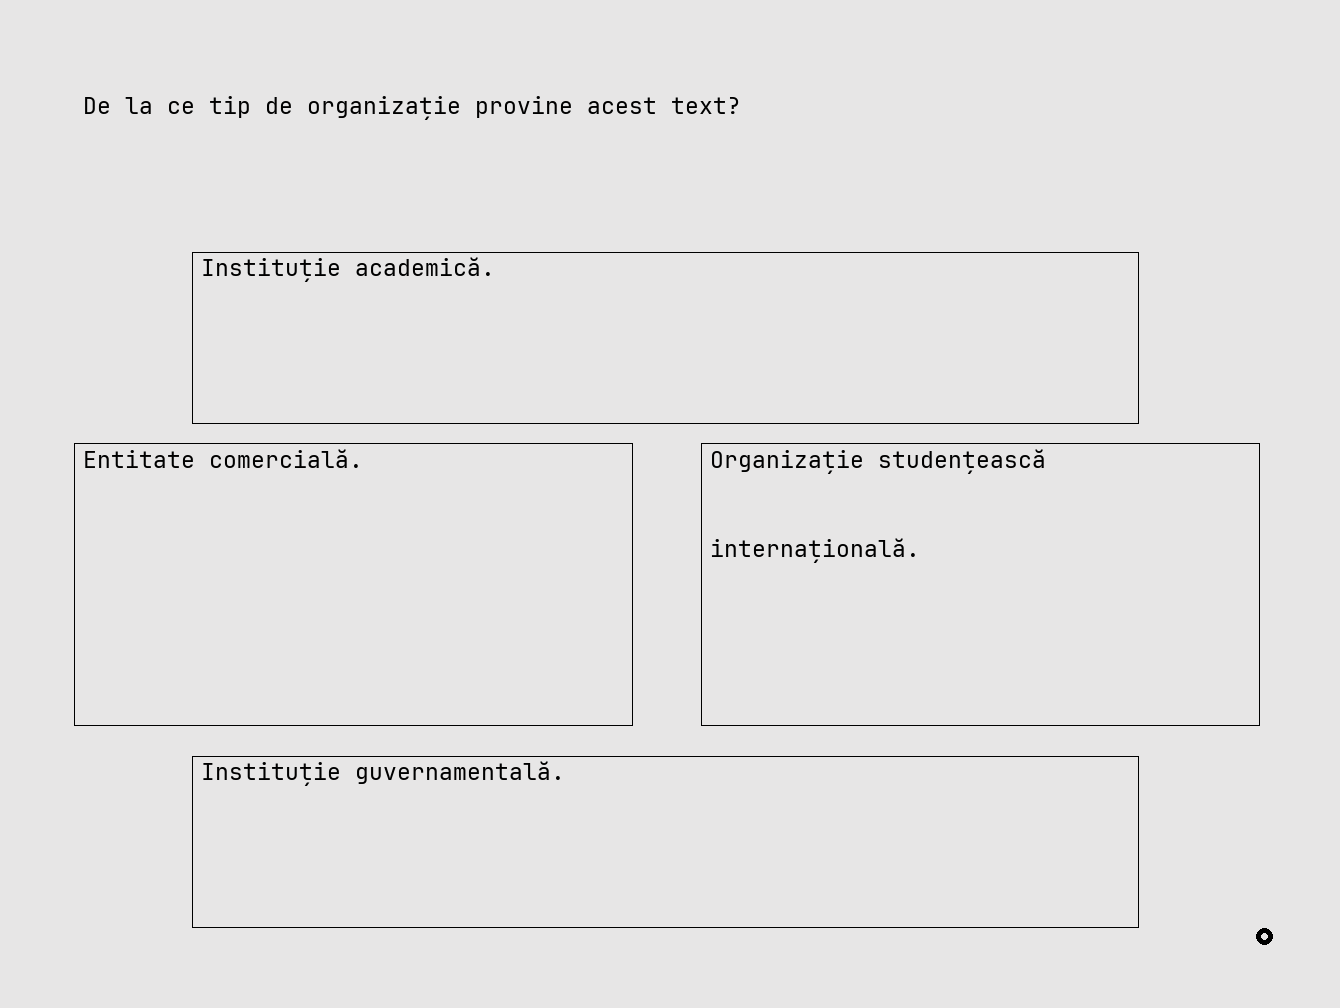 De la ce tip de organizație provine acest text?
Instituție academică.
Entitate comercială.
Organizație studențească
internațională.
Instituție guvernamentală.